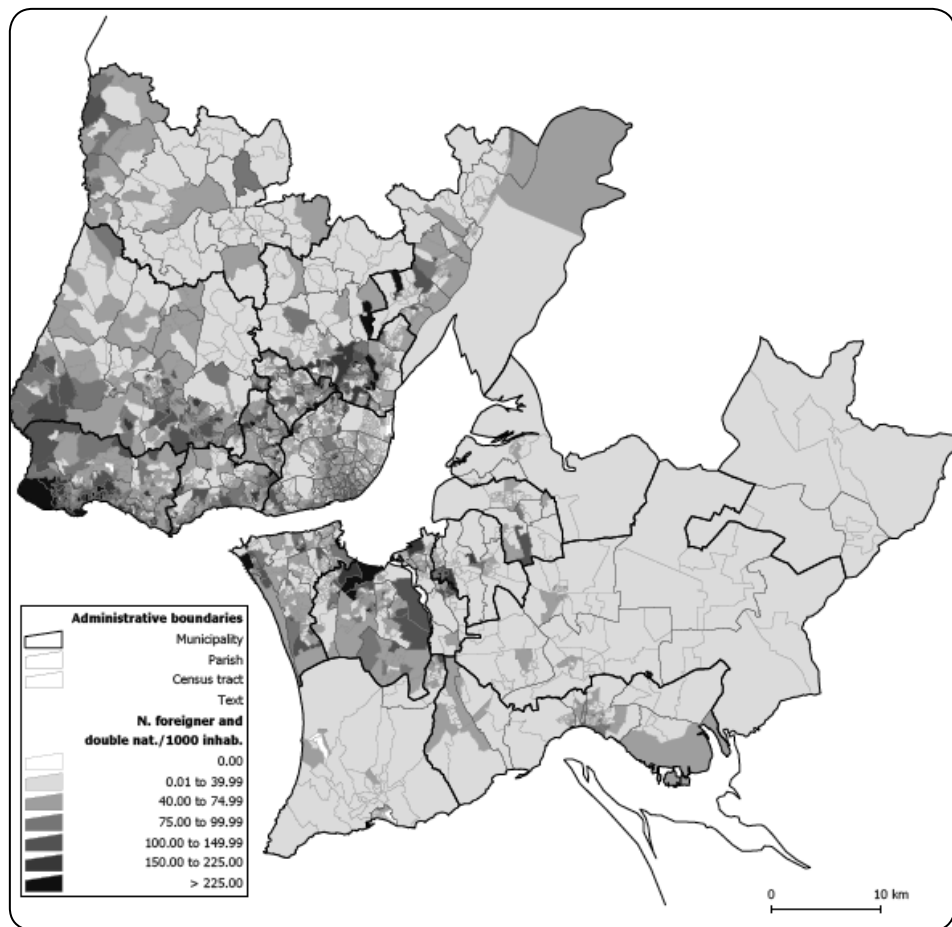 Administrative boundaries
Municipality
Parish
Census tract
Text
N. foreigner and
double nat./1000 inhab.
0.00
0.01 to 39.99
40.00 to 74.99
75.00 to 99.99
100.00 to 149.99
150.00 to 225.00
> 225.00
0 10 km